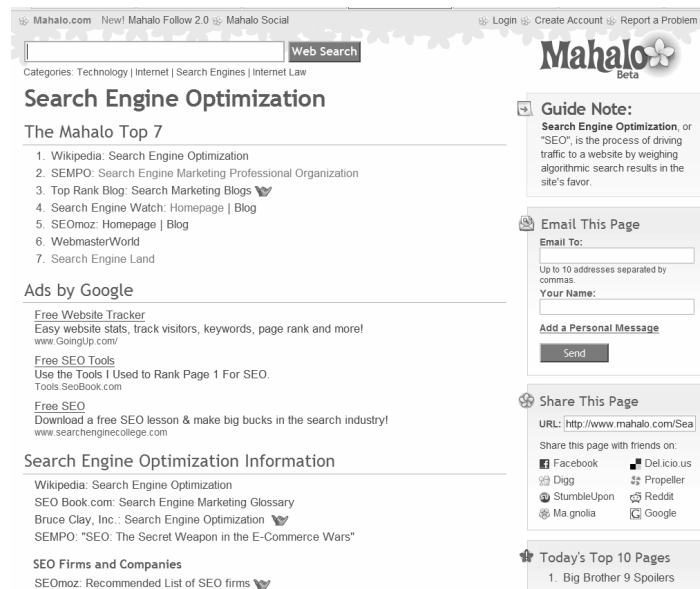 Mahalo.com New! Mahalo Follow 2.0 Mahalo Social
Login Create Account Report a Problem
Web Search
Categories: Technology | Internet | Search Engines | Internet Law
Search Engine Optimization
The Mahalo Top 7
1. Wikipedia: Search Engine Optimization
2. SEMPO: Search Engine Marketing Professional Organization
3. Top Rank Blog: Search Marketing Blogs
4. Search Engine Watch: Homepage | Blog
5. SEOmoz: Homepage | Blog
6. WebmasterWorld
7. Search Engine Land
Ads by Google
Free Website Tracker
Easy website stats, track visitors, keywords, page rank and more!
www.GoingUp.com/
Free SEO Tools
Use the Tools I Used to Rank Page 1 For SEO.
Tools.SeoBook.com
Free SEO
Download a free SEO lesson & make big bucks in the search industry!
www.searchenginecollege.com
Search Engine Optimization Information
Wikipedia: Search Engine Optimization
SEO Book.com: Search Engine Marketing Glossary
Bruce Clay, Inc.: Search Engine Optimization
SEMPO: "SEO: The Secret Weapon in the E-Commerce Wars"
SEO Firms and Companies
SEOmoz: Recommended List of SEO firms
Mahalo
Beta
Guide Note:
Search Engine Optimization, or
"SEO", is the process of driving
traffic to a website by weighing
algorithmic search results in the
site's favor.
Email This Page
Email To:
Up to 10 addresses separated by
commas.
Your Name:
Add a Personal Message
Send
Share This Page
URL: http://www.mahalo.com/Sea
Share this page with friends on:
Facebook Del.icio.us
Digg Propeller
StumbleUpon Reddit
Ma.gnolia Google
Today's Top 10 Pages
1. Big Brother 9 Spoilers